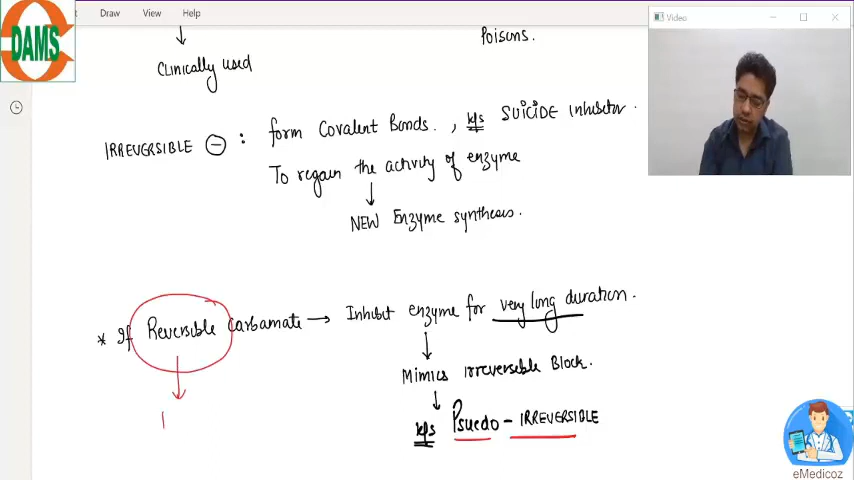 Draw View Help
Video
DAMS
Poisons.
Clinically used
IRREVERSIBLE - : form Covalent Bonds. , k/s SUICIDE Inhibitor.
To regain the activity of enzyme
NEW Enzyme synthesis.
* If Reversible Carbamate → Inhibit enzyme for very long duration.
Mimics irreversible Block.
k/s Psuedo - IRREVERSIBLE
eMedicoz